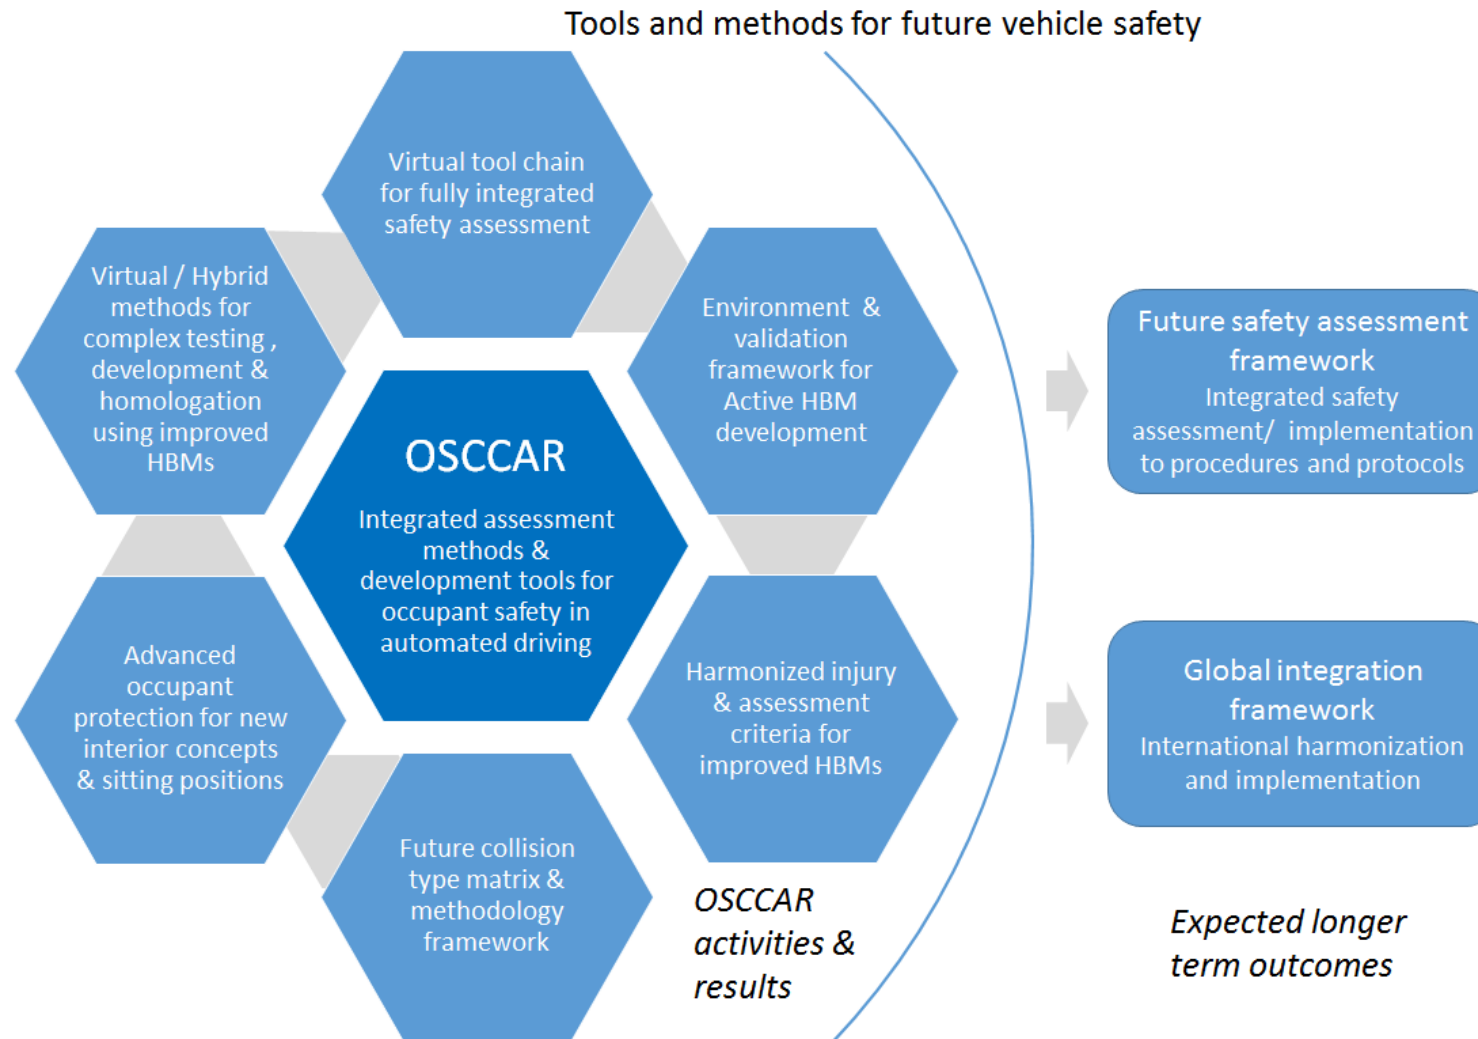 Tools and methods for future vehicle safety
Virtual tool chain
for fully integrated
safety assessment
Virtual / Hybrid
methods for
complex testing ,
development &
homologation
using improved
HBMs
Environment &
validation
framework for
Active HBM
development
OSCCAR
Integrated assessment
methods &
development tools for
occupant safety in
automated driving
Advanced
occupant
protection for new
interior concepts
& sitting positions
Harmonized injury
& assessment
criteria for
improved HBMs
Future collision
type matrix &
methodology
framework
OSCCAR
activities &
results
Future safety assessment
framework
Integrated safety
assessment/ implementation
to procedures and protocols
Global integration
framework
International harmonization
and implementation
Expected longer
term outcomes